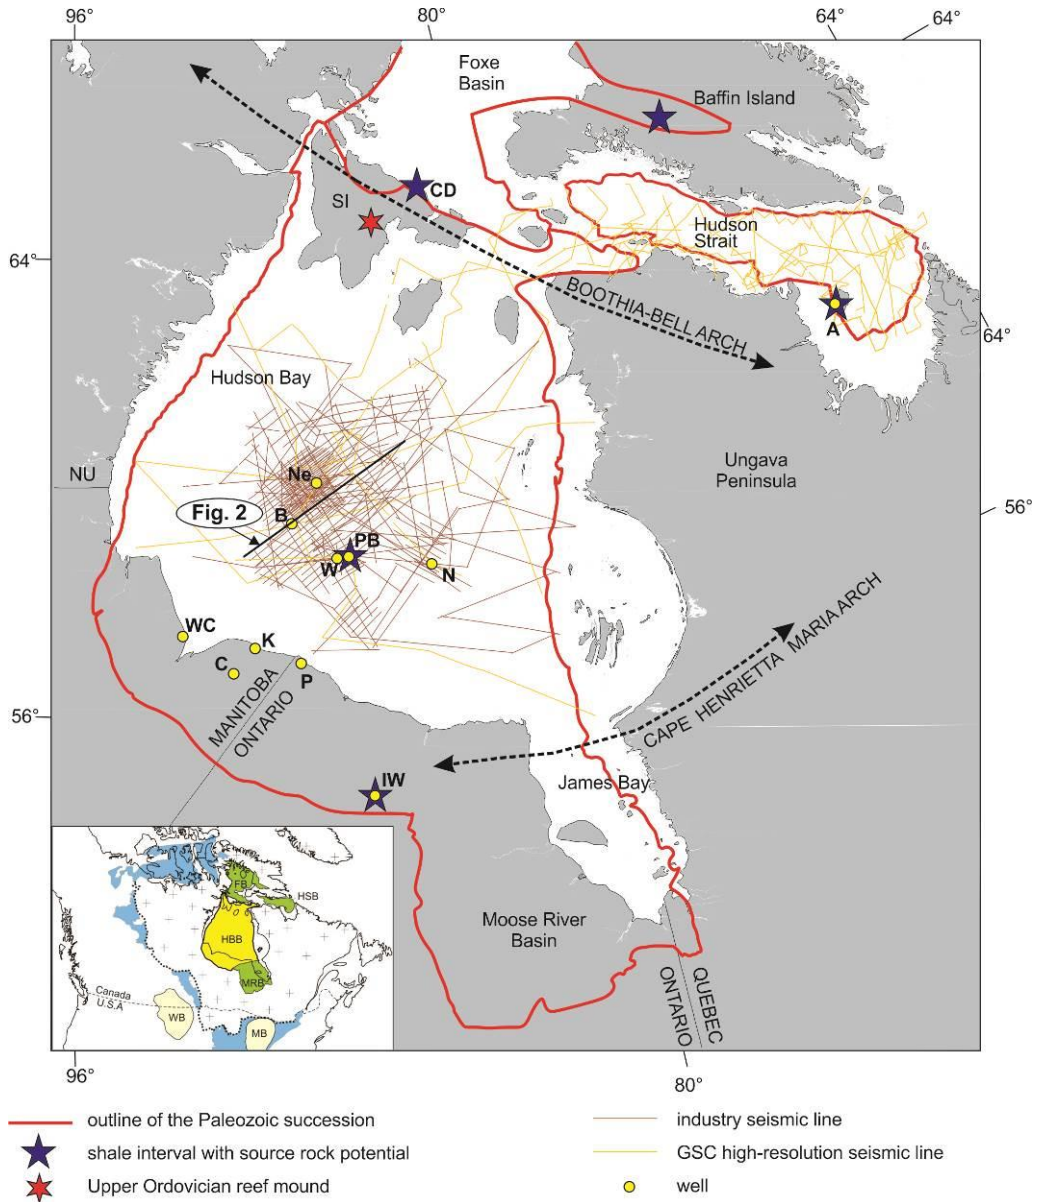 96°
80°
64°
64°
Foxe
Basin
Baffin Island
CD
SI
Hudson
Strait
64°
BOOTHIA-BELL ARCH
A
64°
Hudson Bay
NU
Ne
Ungava
Peninsula
Fig. 2
B
56°
PB
W
N
WC
K
C
P
MANITOBA
ONTARIO
CAPE HENRIETTA MARIA ARCH
56°
IW
James Bay
Moose River
Basin
ONTARIO
QUEBEC
FB
HSB
HBB
MRB
Canada
U.S.A
WB
MB
96°
80°
outline of the Paleozoic succession
industry seismic line
shale interval with source rock potential
GSC high-resolution seismic line
Upper Ordovician reef mound
well